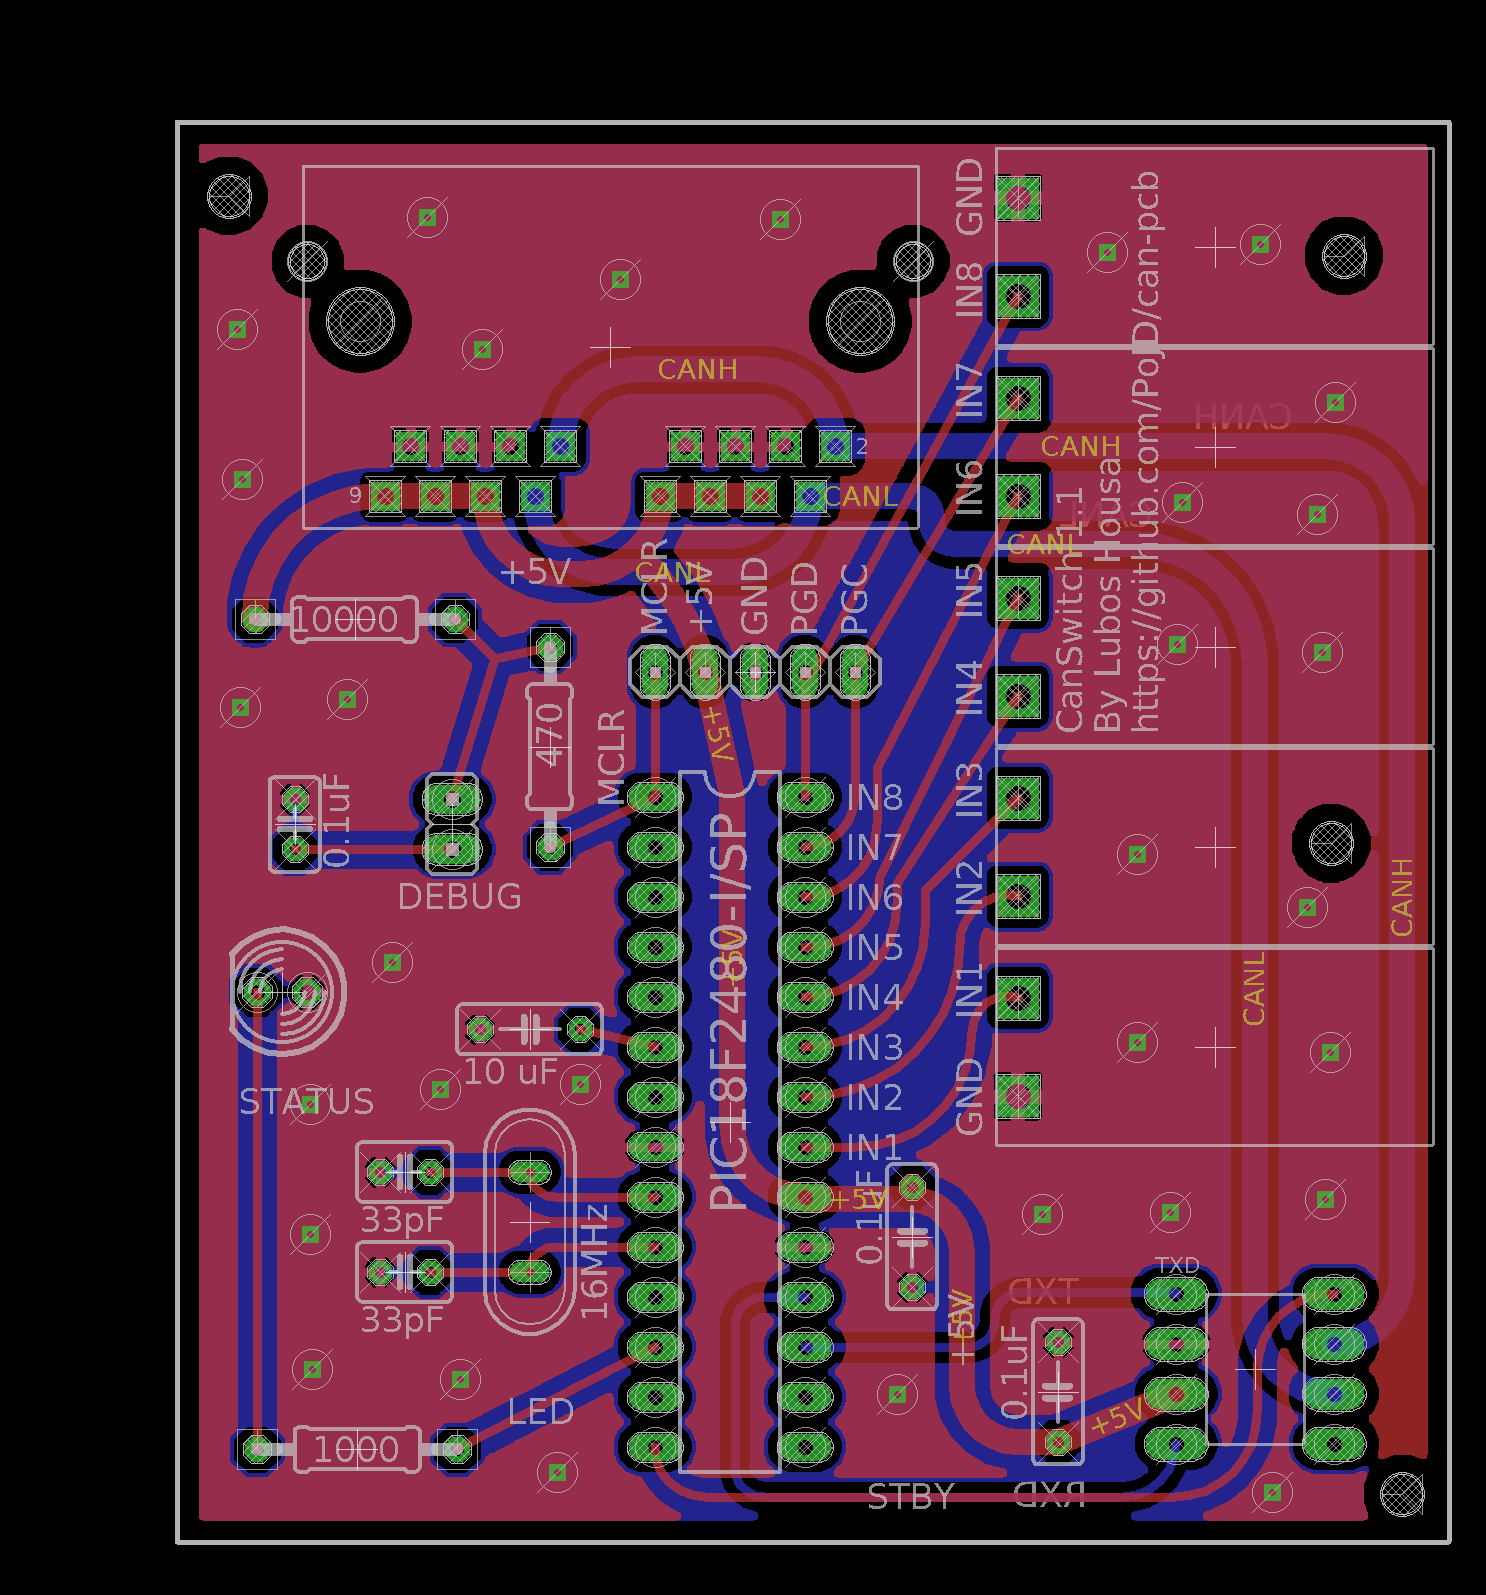 GND
IN8
IN7
IN6
IN5
IN4
IN3
IN2
IN1
GND
CanSwitch 1.1
By Lubos Housa
https://github.com/PoJD/can-pcb
CANH
CANH
CANH
2
9
CANL
CANL
CANL
CANL
+5V
MCLR
+5V
GND
PGD
PGC
10000
470
MCLR
+5V
0.1uF
DEBUG
PIC18F2480-I/SP
+5V
IN8
IN7
IN6
IN5
IN4
IN3
IN2
IN1
CANH
CANL
10 uF
STATUS
33pF
33pF
16MHz
+5V
0.1uF
+5V
+5V
TXD
TXD
0.1uF
+5V
LED
1000
STBY
RXD